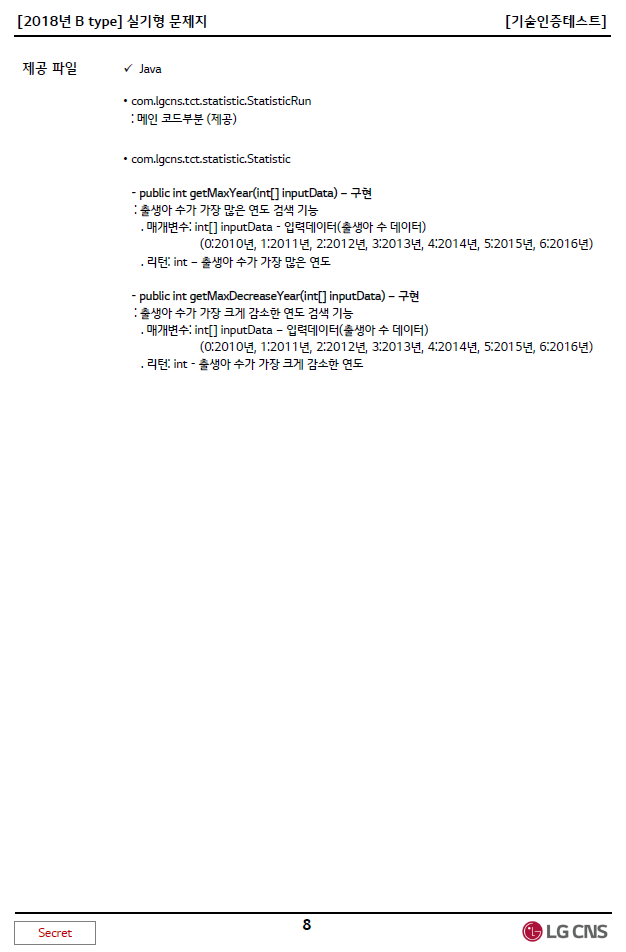 [2018년 B type] 실기형 문제지 [기술인증테스트]
제공 파일 ✓ Java
• com.lgcns.tct.statistic.StatisticRun
: 메인 코드부분 (제공)
• com.lgcns.tct.statistic.Statistic
- public int getMaxYear(int[] inputData) – 구현
: 출생아 수가 가장 많은 연도 검색 기능
. 매개변수: int[] inputData - 입력데이터(출생아 수 데이터)
(0:2010년, 1:2011년, 2:2012년, 3:2013년, 4:2014년, 5:2015년, 6:2016년)
. 리턴: int – 출생아 수가 가장 많은 연도
- public int getMaxDecreaseYear(int[] inputData) – 구현
: 출생아 수가 가장 크게 감소한 연도 검색 기능
. 매개변수: int[] inputData – 입력데이터(출생아 수 데이터)
(0:2010년, 1:2011년, 2:2012년, 3:2013년, 4:2014년, 5:2015년, 6:2016년)
. 리턴: int - 출생아 수가 가장 크게 감소한 연도
Secret 8 LG CNS